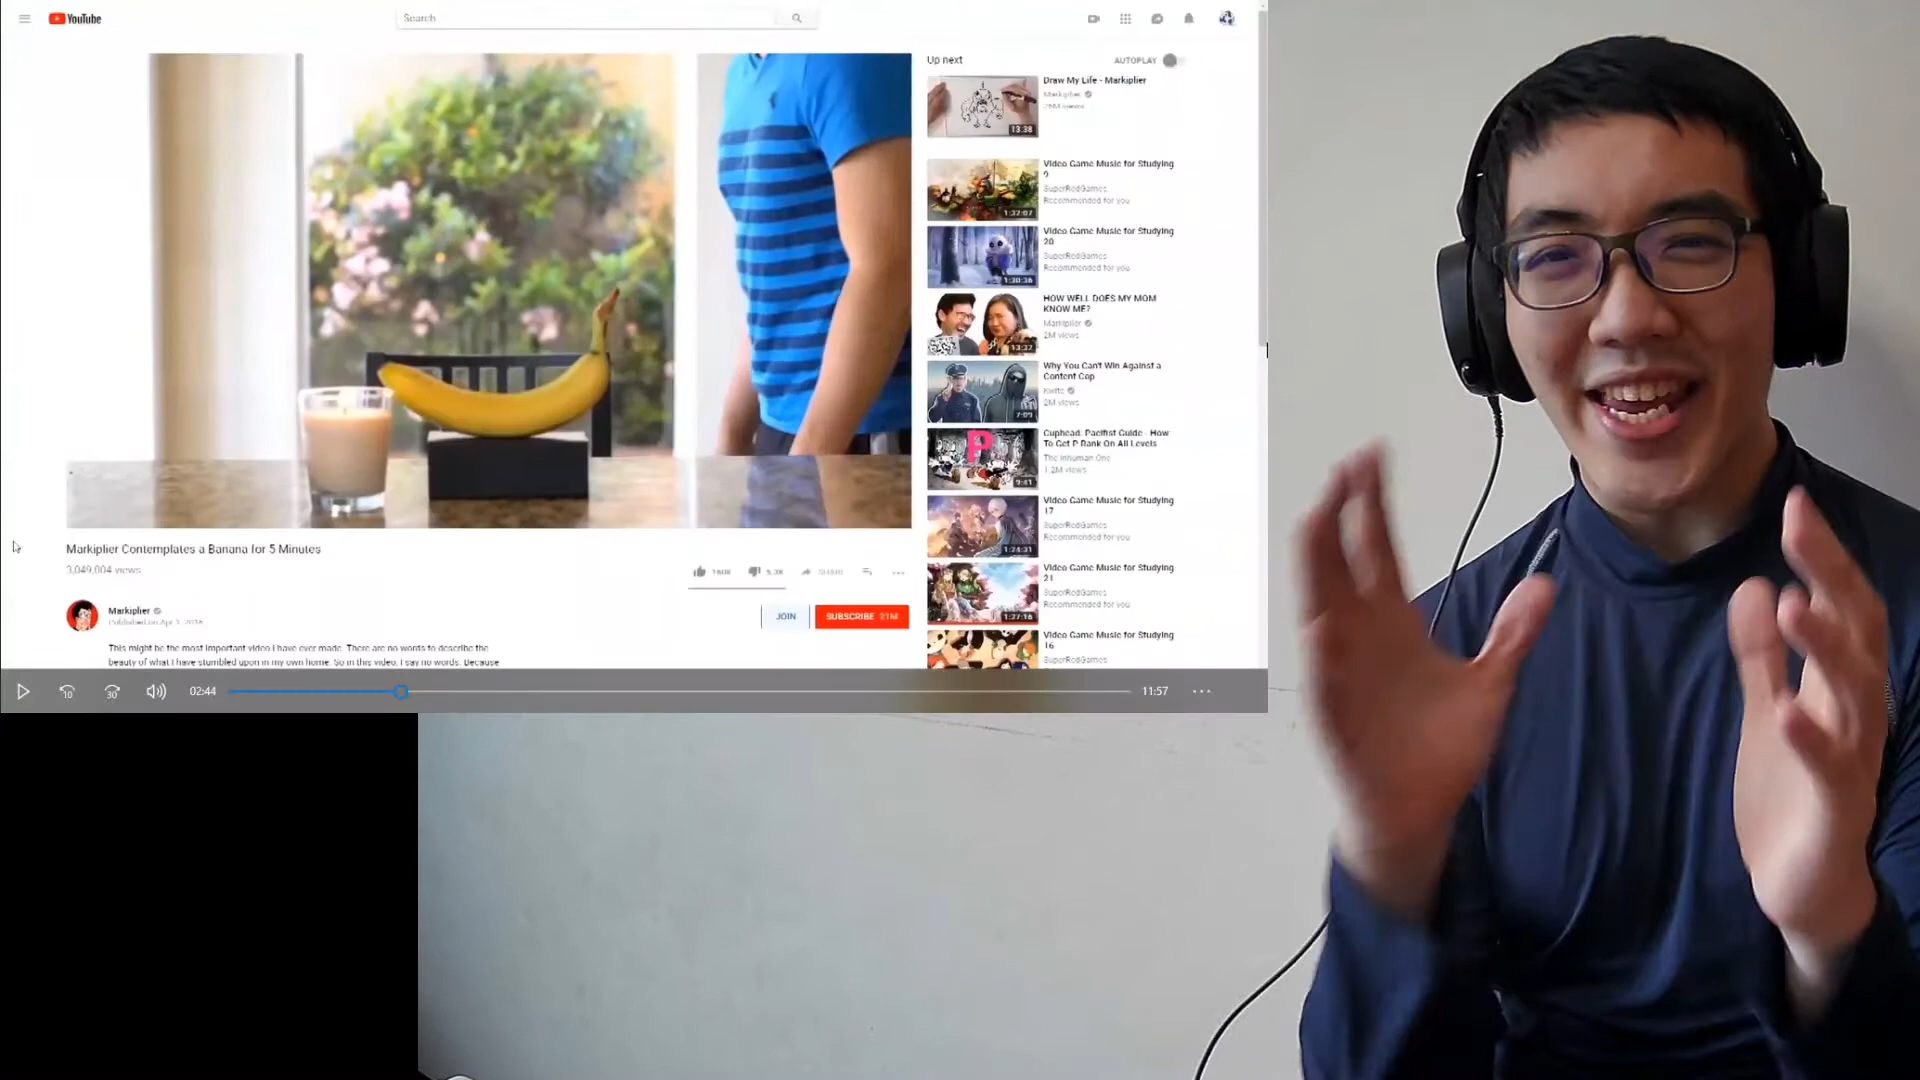 YouTube
Search
Up next
AUTOPLAY
Draw My Life - Markiplier
Markiplier
13:38
Video Game Music for Studying
9
SuperRedGames
Recommended for you
1:32:07
Video Game Music for Studying
20
SuperRedGames
Recommended for you
1:30:36
HOW WELL DOES MY MOM
KNOW ME?
Markiplier
2M views
13:32
Why You Can't Win Against a
Content Cop
2M views
7:09
Cuphead: Pacifist Guide - How
To Get P Rank On All Levels
The Inhuman One
1.2M views
P
9:41
Video Game Music for Studying
17
SuperRedGames
Recommended for you
1:24:31
Video Game Music for Studying
21
SuperRedGames
Recommended for you
1:27:16
Video Game Music for Studying
16
SuperRedGames
Markiplier Contemplates a Banana for 5 Minutes
3,049,004 views
160K
5.3K
SHARE
Markiplier
JOIN
SUBSCRIBE 21M
This might be the most important video I have ever made. There are no words to describe the
beauty of what I have stumbled upon in my own home. So in this video, I say no words. Because
10
30
02:44
11:57